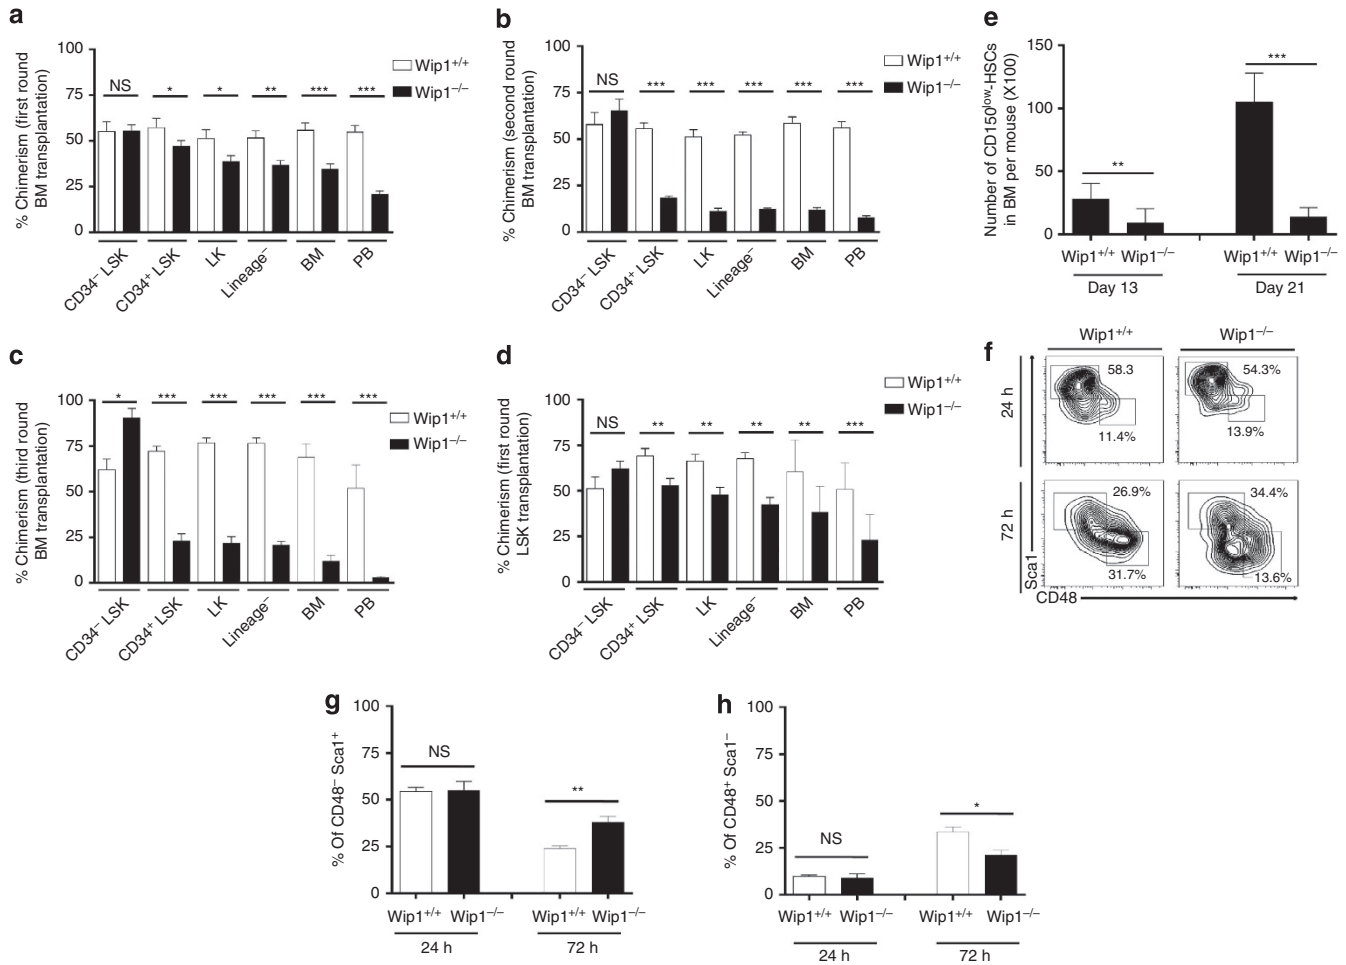 a
% Chimerism (first round
BM transplantation)
100
75
50
25
0
NS
*
*
**
***
***
Wip1+/+
Wip1−/−
CD34− LSK
CD34+ LSK
LK
Lineage−
BM
PB
b
% Chimerism (second round
BM transplantation)
100
75
50
25
0
NS
***
***
***
***
***
Wip1+/+
Wip1−/−
CD34− LSK
CD34+ LSK
LK
Lineage−
BM
PB
e
Number of CD150low-HSCs
in BM per mouse (X100)
150
100
50
0
**
***
Wip1+/+ Wip1−/−
Wip1+/+ Wip1−/−
Day 13
Day 21
c
% Chimerism (third round
BM transplantation)
100
75
50
25
0
*
***
***
***
***
***
Wip1+/+
Wip1−/−
CD34− LSK
CD34+ LSK
LK
Lineage−
BM
PB
d
% Chimerism (first round
LSK transplantation)
100
75
50
25
0
NS
**
**
**
**
***
Wip1+/+
Wip1−/−
CD34− LSK
CD34+ LSK
LK
Lineage−
BM
PB
f
Wip1+/+
Wip1−/−
24 h
58.3
11.4%
54.3%
13.9%
72 h
26.9%
31.7%
34.4%
13.6%
Sca1
CD48
g
% Of CD48− Sca1+
100
75
50
25
0
NS
**
Wip1+/+ Wip1−/−
Wip1+/+ Wip1−/−
24 h
72 h
h
% Of CD48+ Sca1−
100
75
50
25
0
NS
*
Wip1+/+ Wip1−/−
Wip1+/+ Wip1−/−
24 h
72 h